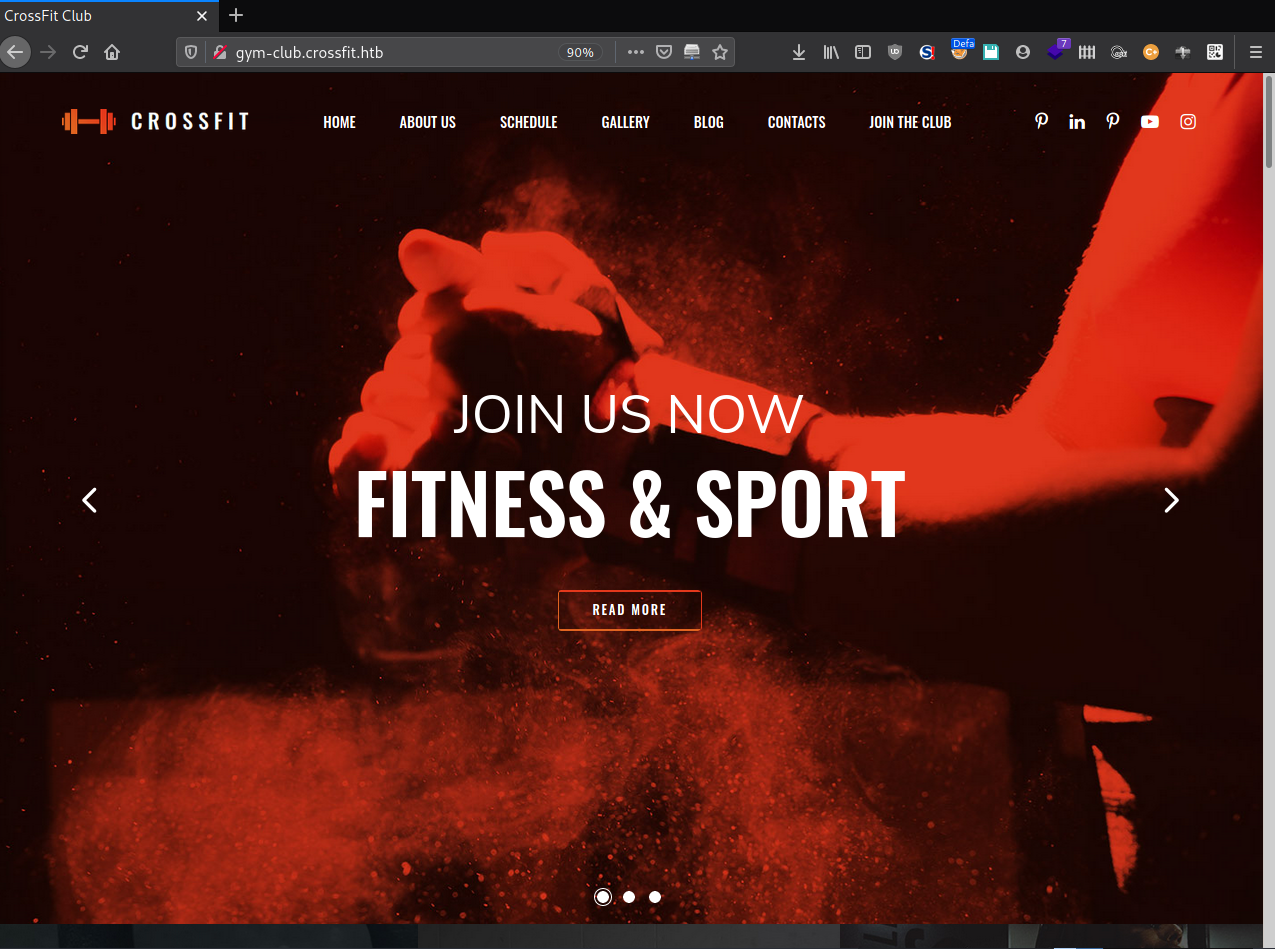 CrossFit Club
gym-club.crossfit.htb
90%
Defa
7
CROSSFIT
HOME
ABOUT US
SCHEDULE
GALLERY
BLOG
CONTACTS
JOIN THE CLUB
JOIN US NOW
FITNESS & SPORT
READ MORE